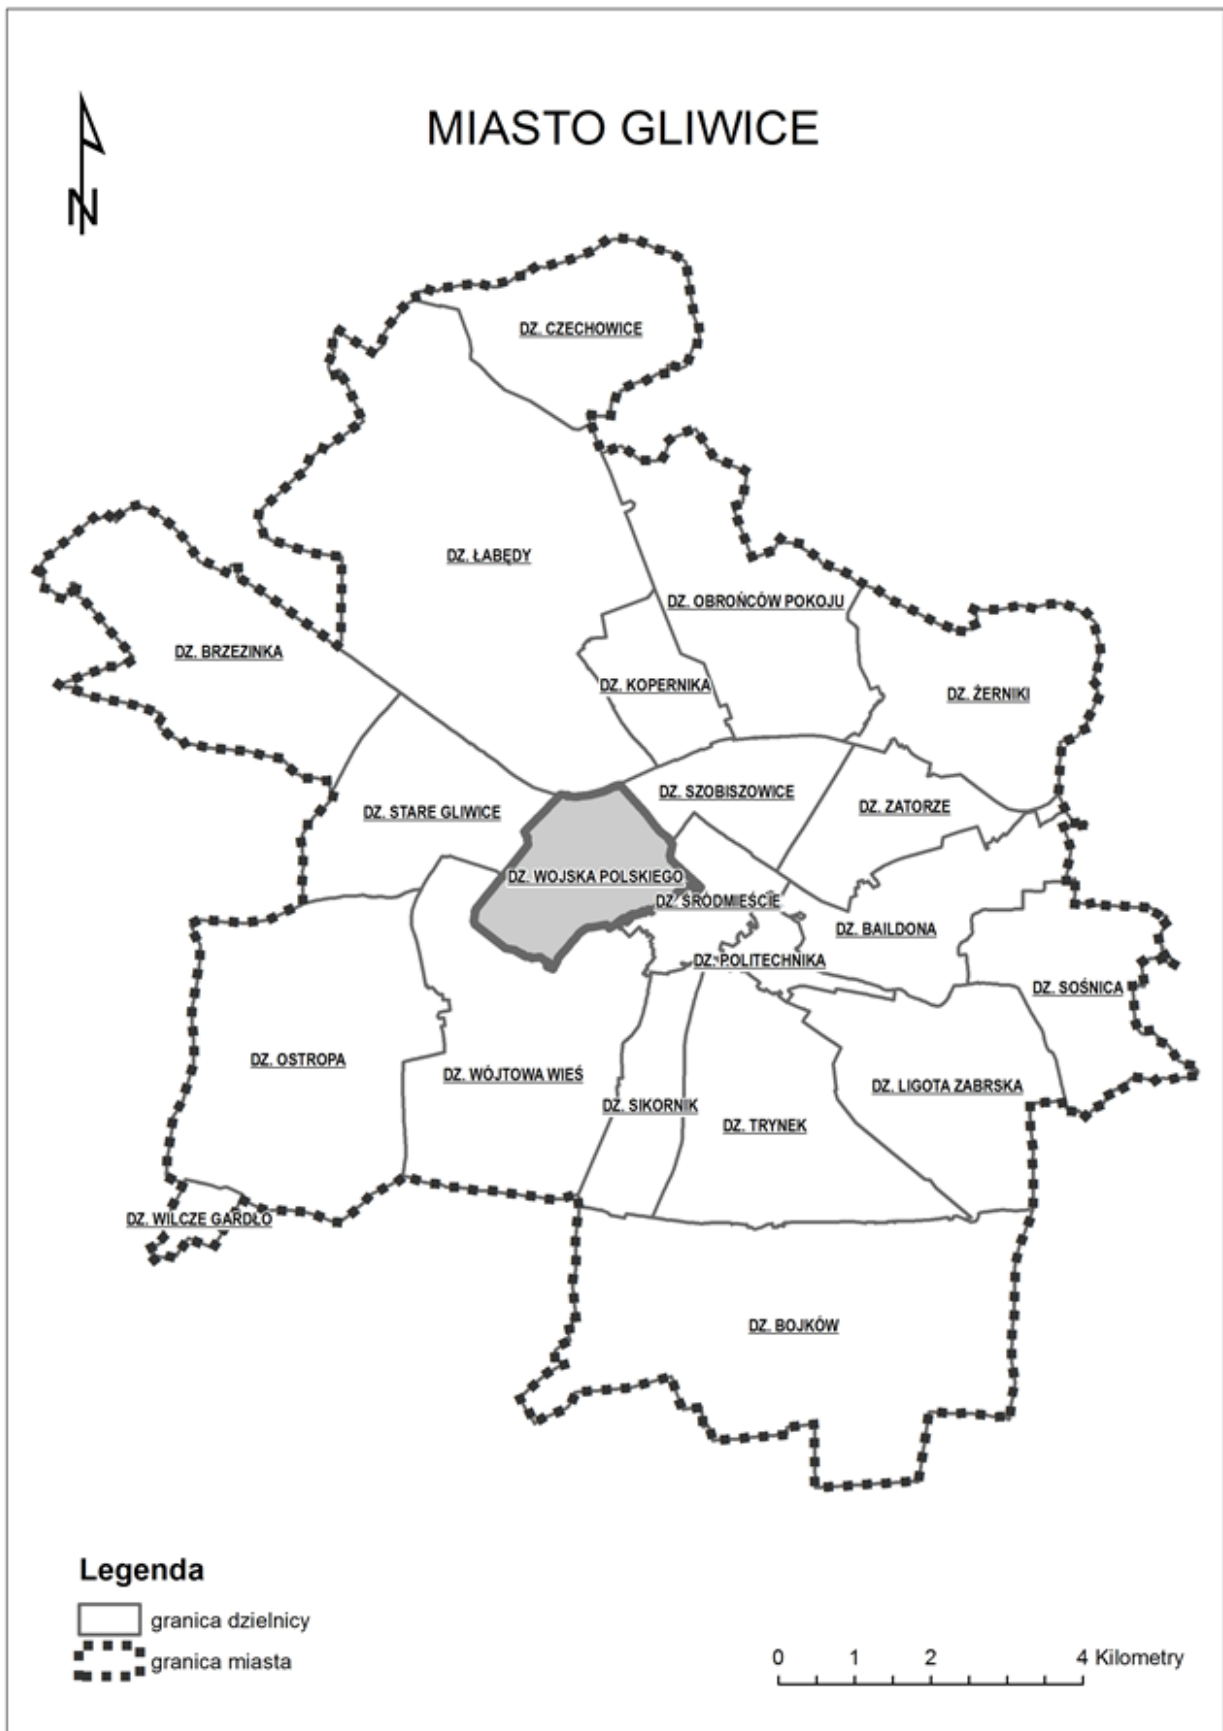 MIASTO GLIWICE
N
DZ. CZECHOWICE
DZ. ŁABĘDY
DZ. OBROŃCÓW POKOJU
DZ. BRZEZINKA
DZ. KOPERNIKA
DZ. ŻERNIKI
DZ. SZOBISZOWICE
DZ. ZATORZE
DZ. STARE GLIWICE
DZ. WOJSKA POLSKIEGO
DZ. ŚRÓDMIEŚCIE
DZ. BAILDONA
DZ. POLITECHNIKA
DZ. SOŚNICA
DZ. OSTROPA
DZ. WÓJTOWA WIEŚ
DZ. LIGOTA ZABRSKA
DZ. SIKORNIK
DZ. TRYNEK
DZ. WILCZE GARDŁO
DZ. BOJKÓW
Legenda
granica dzielnicy
granica miasta
0 1 2 4 Kilometry